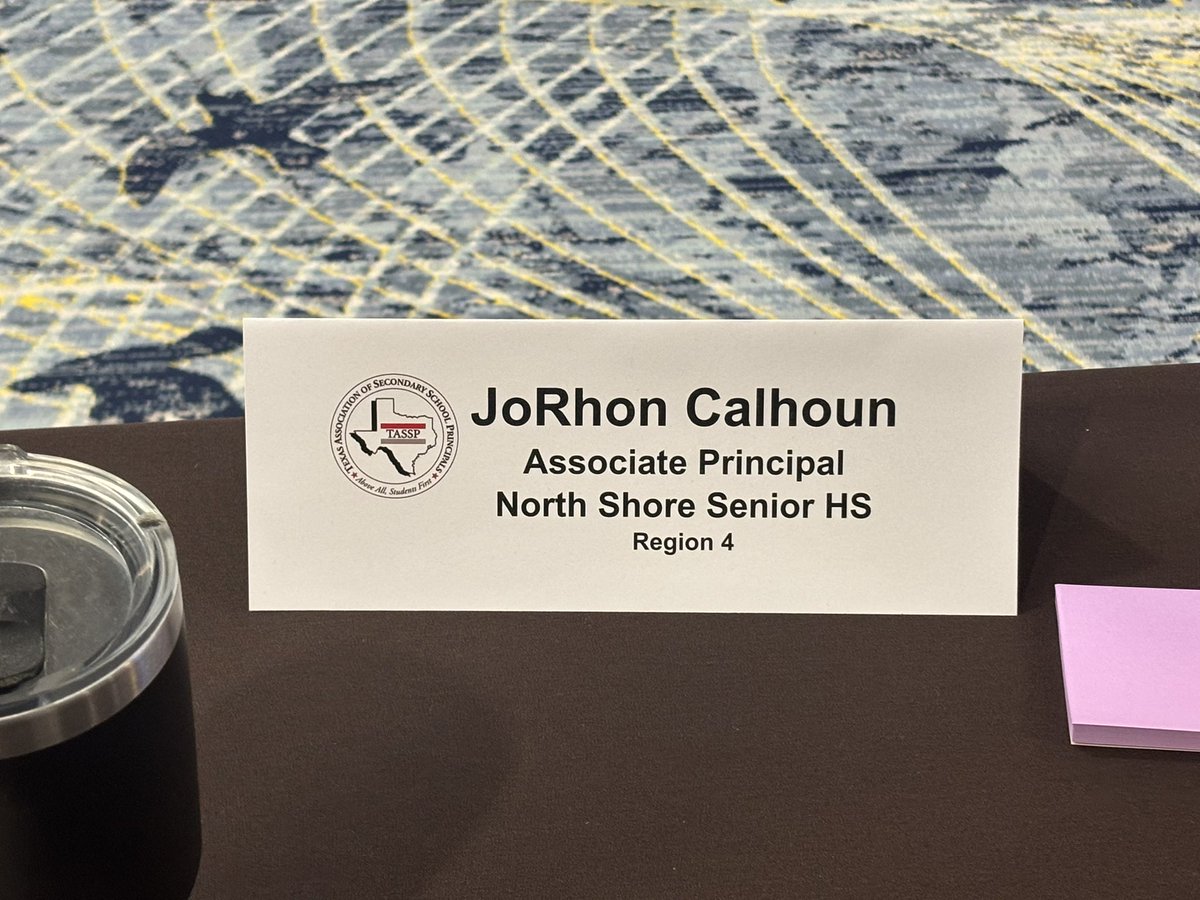 TEXAS ASSOCIATION OF SECONDARY SCHOOL PRINCIPALS
TASSP
Above All, Students First
JoRhon Calhoun
Associate Principal
North Shore Senior HS
Region 4